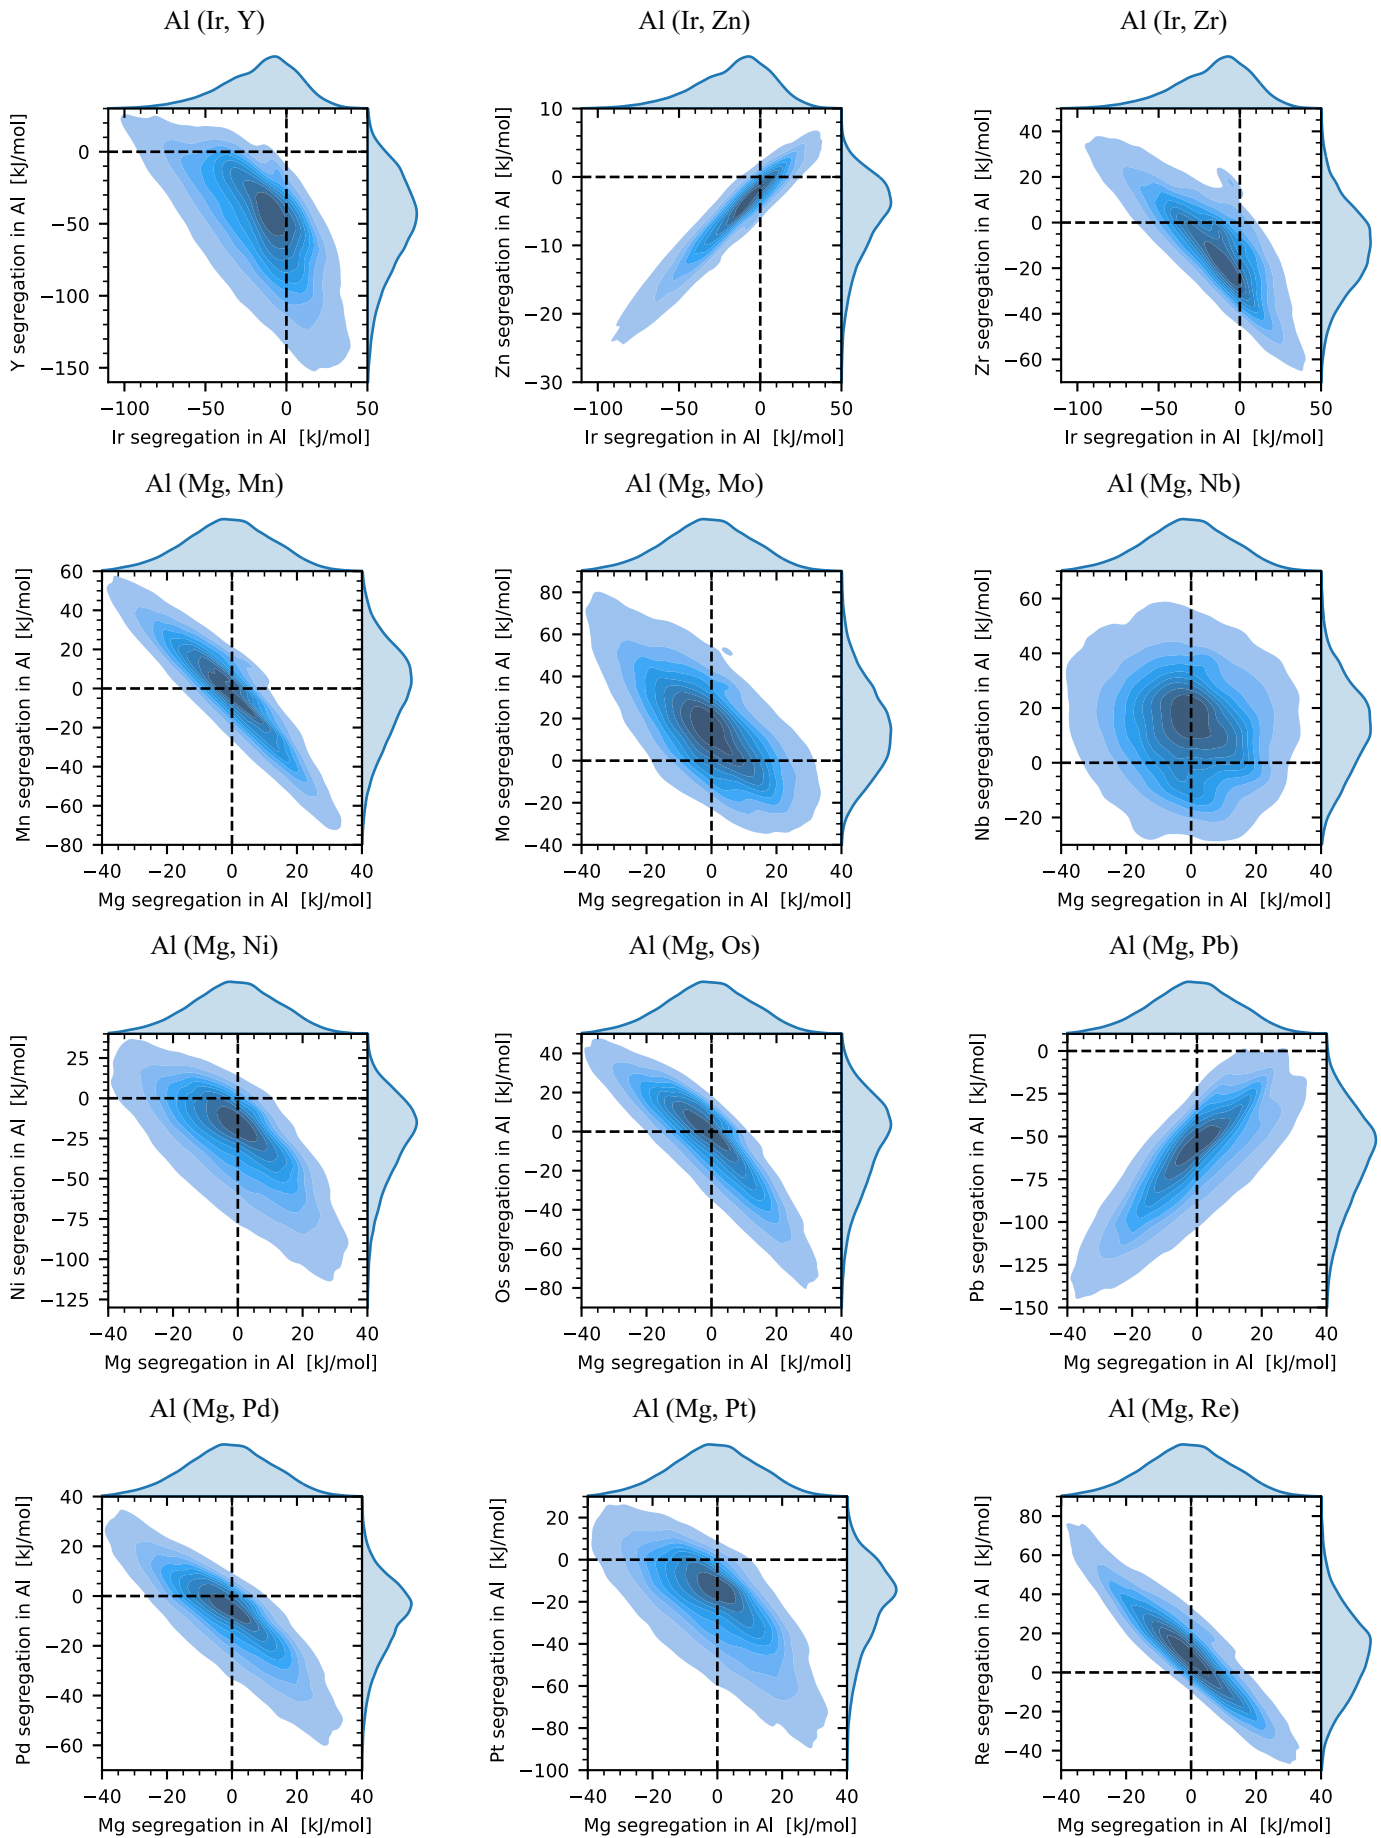 Al (Ir, Y) Al (Ir, Zn) Al (Ir, Zr)
Y segregation in Al [kJ/mol]
0
−50
−100
−150
−100 −50 0 50
Ir segregation in Al [kJ/mol]
Zn segregation in Al [kJ/mol]
10
0
−10
−20
−30
−100 −50 0 50
Ir segregation in Al [kJ/mol]
Zr segregation in Al [kJ/mol]
40
20
0
−20
−40
−60
−100 −50 0 50
Ir segregation in Al [kJ/mol]
Al (Mg, Mn) Al (Mg, Mo) Al (Mg, Nb)
Mn segregation in Al [kJ/mol]
60
40
20
0
−20
−40
−60
−80
−40 −20 0 20 40
Mg segregation in Al [kJ/mol]
Mo segregation in Al [kJ/mol]
80
60
40
20
0
−20
−40
−40 −20 0 20 40
Mg segregation in Al [kJ/mol]
Nb segregation in Al [kJ/mol]
60
40
20
0
−20
−40 −20 0 20 40
Mg segregation in Al [kJ/mol]
Al (Mg, Ni) Al (Mg, Os) Al (Mg, Pb)
Ni segregation in Al [kJ/mol]
25
0
−25
−50
−75
−100
−125
−40 −20 0 20 40
Mg segregation in Al [kJ/mol]
Os segregation in Al [kJ/mol]
40
20
0
−20
−40
−60
−80
−40 −20 0 20 40
Mg segregation in Al [kJ/mol]
Pb segregation in Al [kJ/mol]
0
−25
−50
−75
−100
−125
−150
−40 −20 0 20 40
Mg segregation in Al [kJ/mol]
Al (Mg, Pd) Al (Mg, Pt) Al (Mg, Re)
Pd segregation in Al [kJ/mol]
40
20
0
−20
−40
−60
−40 −20 0 20 40
Mg segregation in Al [kJ/mol]
Pt segregation in Al [kJ/mol]
20
0
−20
−40
−60
−80
−100
−40 −20 0 20 40
Mg segregation in Al [kJ/mol]
Re segregation in Al [kJ/mol]
80
60
40
20
0
−20
−40
−40 −20 0 20 40
Mg segregation in Al [kJ/mol]